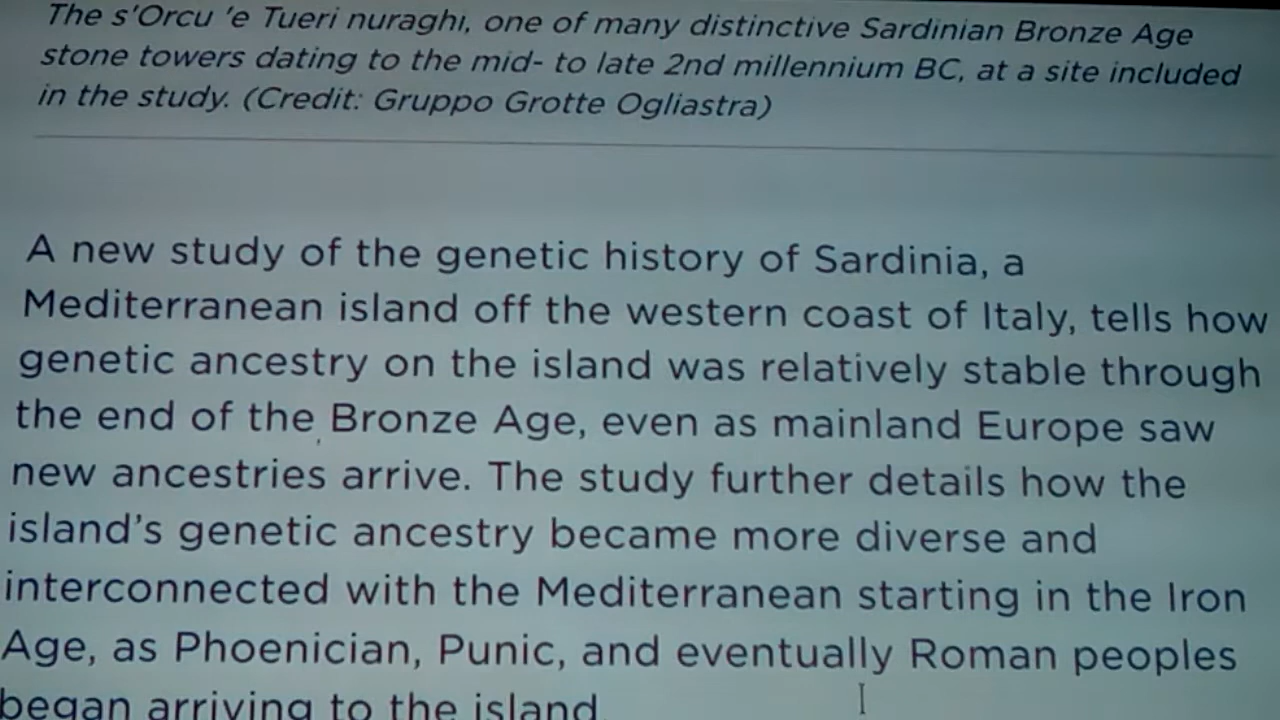 The s'Orcu 'e Tueri nuraghi, one of many distinctive Sardinian Bronze Age
stone towers dating to the mid- to late 2nd millennium BC, at a site included
in the study. (Credit: Gruppo Grotte Ogliastra)
A new study of the genetic history of Sardinia, a
Mediterranean island off the western coast of Italy, tells how
genetic ancestry on the island was relatively stable through
the end of the Bronze Age, even as mainland Europe saw
new ancestries arrive. The study further details how the
island's genetic ancestry became more diverse and
interconnected with the Mediterranean starting in the Iron
Age, as Phoenician, Punic, and eventually Roman peoples
began arriving to the island.